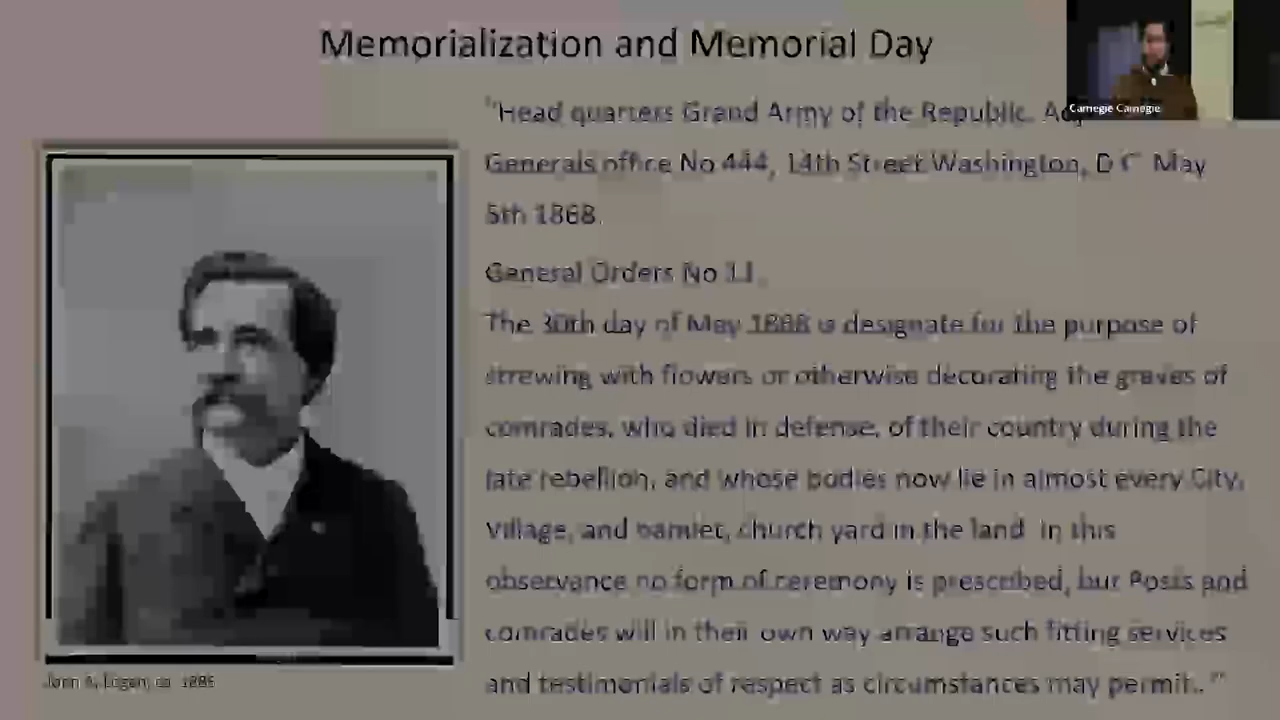 Memorialization and Memorial Day
Carnegie Carnegie
"Head quarters Grand Army of the Republic.
Generals office No 444, 14th Street Washington, D C May
5th 1868.
General Orders No 11.
The 30th day of May 1868 is designate for the purpose of
strewing with flowers or otherwise decorating the graves of
comrades, who died in defense, of their country during the
late rebellion, and whose bodies now lie in almost every City,
Village, and hamlet, church yard in the land In this
observance no form of ceremony is prescribed, but Posts and
comrades will in their own way arrange such fitting services
and testimonials of respect as circumstances may permit.."
John A. Logan, ca.